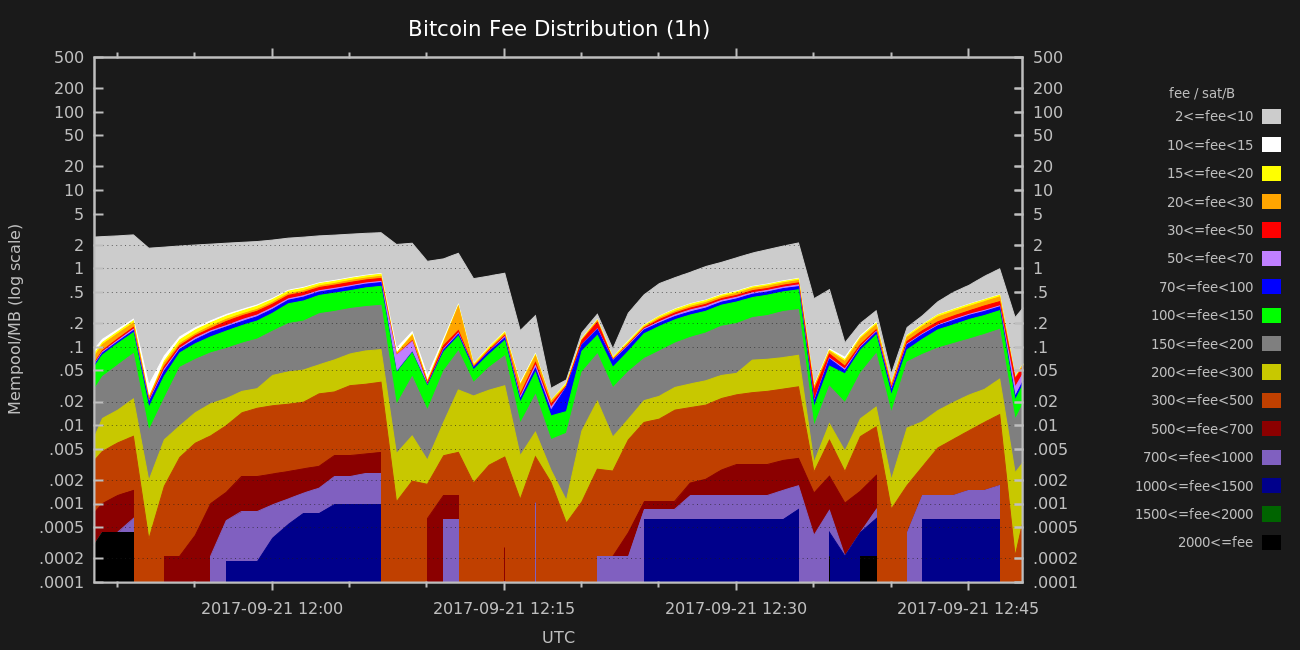 Bitcoin Fee Distribution (1h)
500
200
100
50
20
10
5
2
1
.5
.2
.1
.05
.02
.01
.005
.002
.001
.0005
.0002
.0001
Mempool/MB (log scale)
500
200
100
50
20
10
5
2
1
.5
.2
.1
.05
.02
.01
.005
.002
.001
.0005
.0002
.0001
2017-09-21 12:00
2017-09-21 12:15
2017-09-21 12:30
2017-09-21 12:45
UTC
fee / sat/B
2<=fee<10
10<=fee<15
15<=fee<20
20<=fee<30
30<=fee<50
50<=fee<70
70<=fee<100
100<=fee<150
150<=fee<200
200<=fee<300
300<=fee<500
500<=fee<700
700<=fee<1000
1000<=fee<1500
1500<=fee<2000
2000<=fee